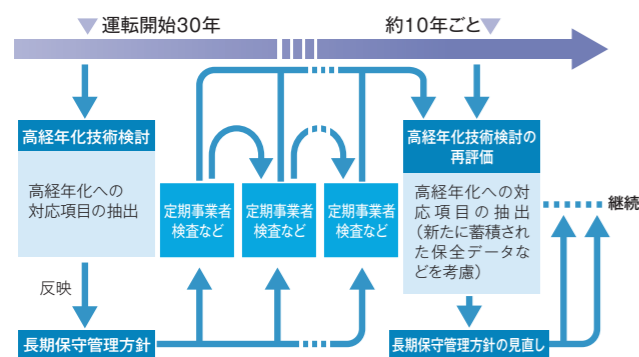 ▼運転開始30年
約10年ごと▼
高経年化技術検討
高経年化への
対応項目の抽出
反映
長期保守管理方針
定期事業者
検査など
定期事業者
検査など
定期事業者
検査など
高経年化技術検討の
再評価
高経年化への対
応項目の抽出
（新たに蓄積され
た保全データな
どを考慮）
継続
長期保守管理方針の見直し